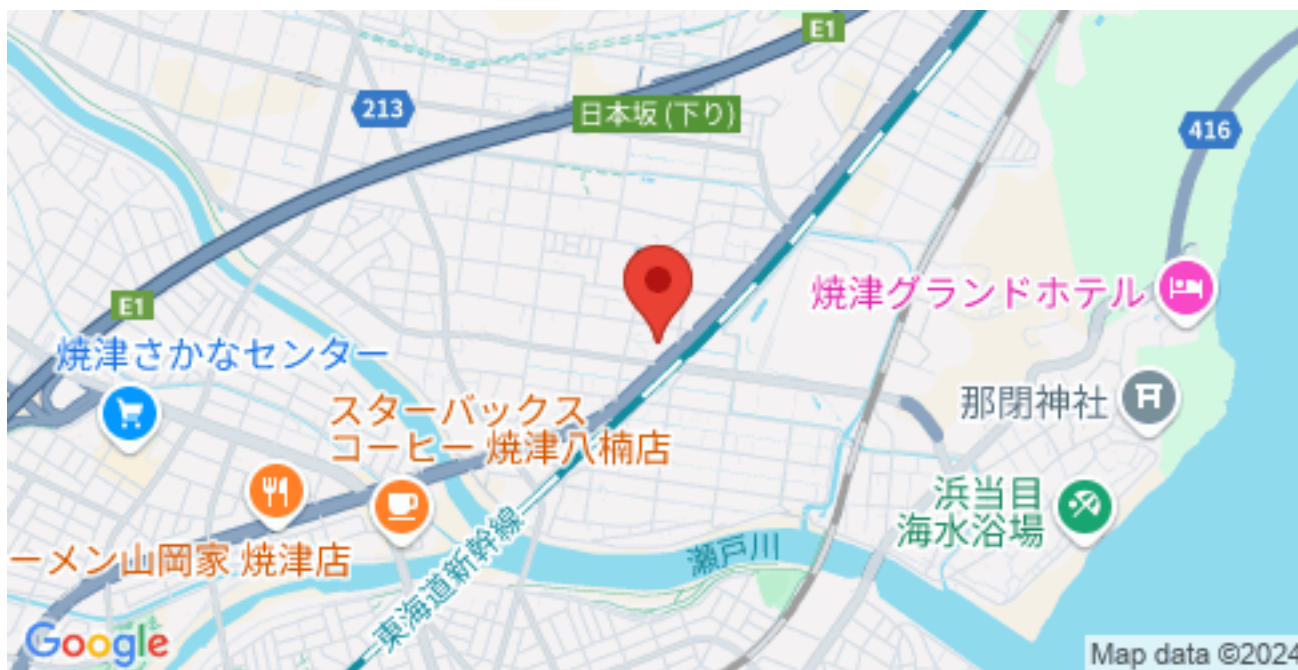 E1
213
日本坂 (下り)
416
焼津グランドホテル
E1
焼津さかなセンター
スターバックス
コーヒー 焼津八楠店
那閉神社
浜当目
海水浴場
ーメン山岡家 焼津店
瀬戸川
東海道新幹線
Google
Map data ©2024